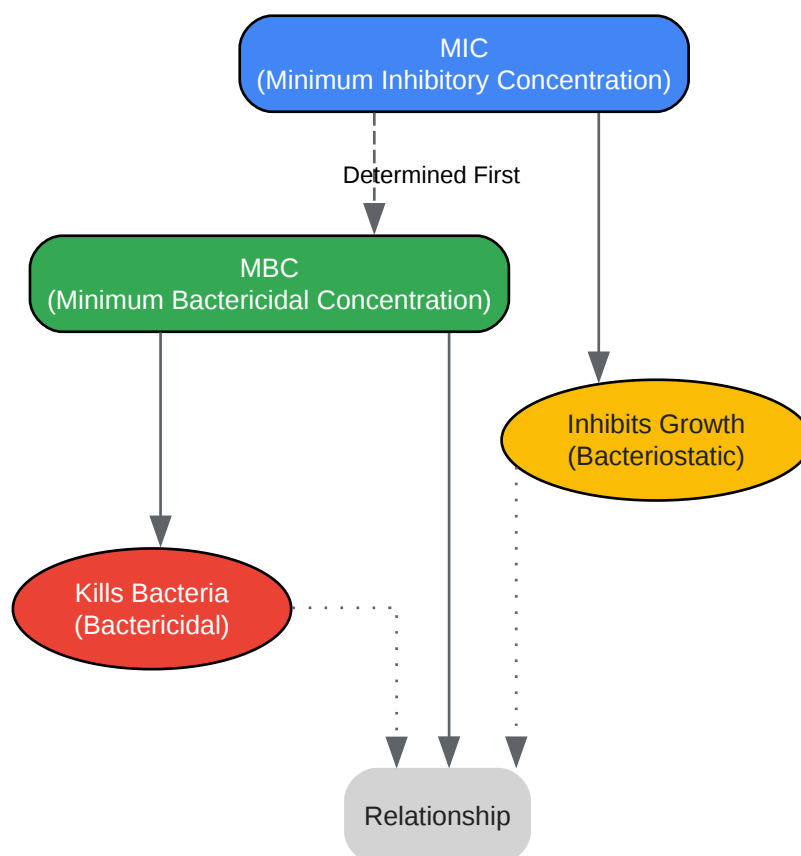 MIC
(Minimum Inhibitory Concentration)
Determined First
MBC
(Minimum Bactericidal Concentration)
Inhibits Growth
(Bacteriostatic)
Kills Bacteria
(Bactericidal)
Relationship